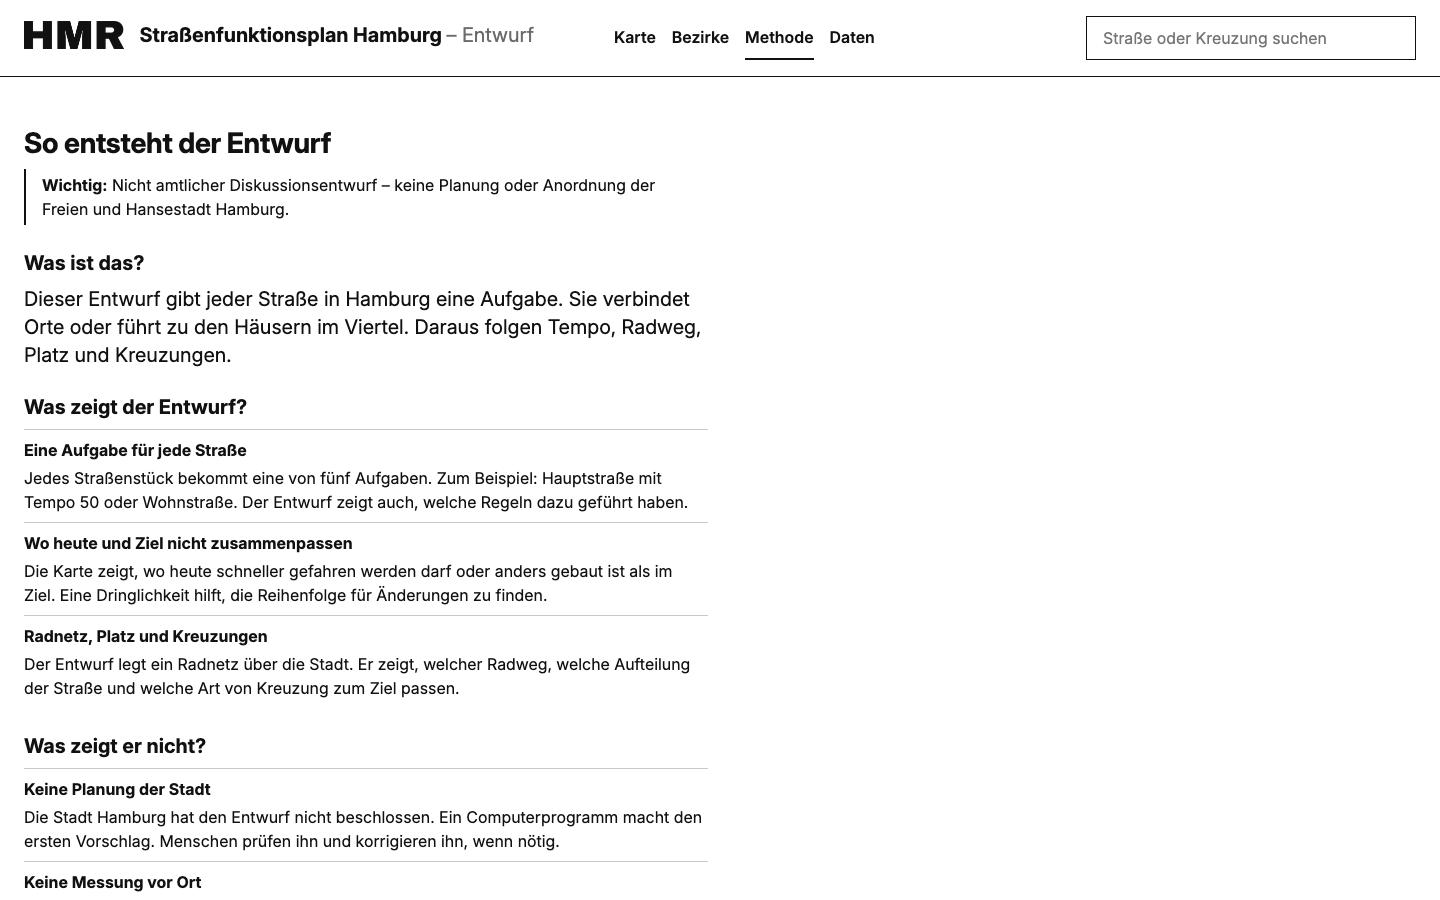 HMR Straßenfunktionsplan Hamburg – Entwurf
Karte Bezirke Methode Daten
Straße oder Kreuzung suchen
So entsteht der Entwurf
Wichtig: Nicht amtlicher Diskussionsentwurf – keine Planung oder Anordnung der
Freien und Hansestadt Hamburg.
Was ist das?
Dieser Entwurf gibt jeder Straße in Hamburg eine Aufgabe. Sie verbindet
Orte oder führt zu den Häusern im Viertel. Daraus folgen Tempo, Radweg,
Platz und Kreuzungen.
Was zeigt der Entwurf?
Eine Aufgabe für jede Straße
Jedes Straßenstück bekommt eine von fünf Aufgaben. Zum Beispiel: Hauptstraße mit
Tempo 50 oder Wohnstraße. Der Entwurf zeigt auch, welche Regeln dazu geführt haben.
Wo heute und Ziel nicht zusammenpassen
Die Karte zeigt, wo heute schneller gefahren werden darf oder anders gebaut ist als im
Ziel. Eine Dringlichkeit hilft, die Reihenfolge für Änderungen zu finden.
Radnetz, Platz und Kreuzungen
Der Entwurf legt ein Radnetz über die Stadt. Er zeigt, welcher Radweg, welche Aufteilung
der Straße und welche Art von Kreuzung zum Ziel passen.
Was zeigt er nicht?
Keine Planung der Stadt
Die Stadt Hamburg hat den Entwurf nicht beschlossen. Ein Computerprogramm macht den
ersten Vorschlag. Menschen prüfen ihn und korrigieren ihn, wenn nötig.
Keine Messung vor Ort